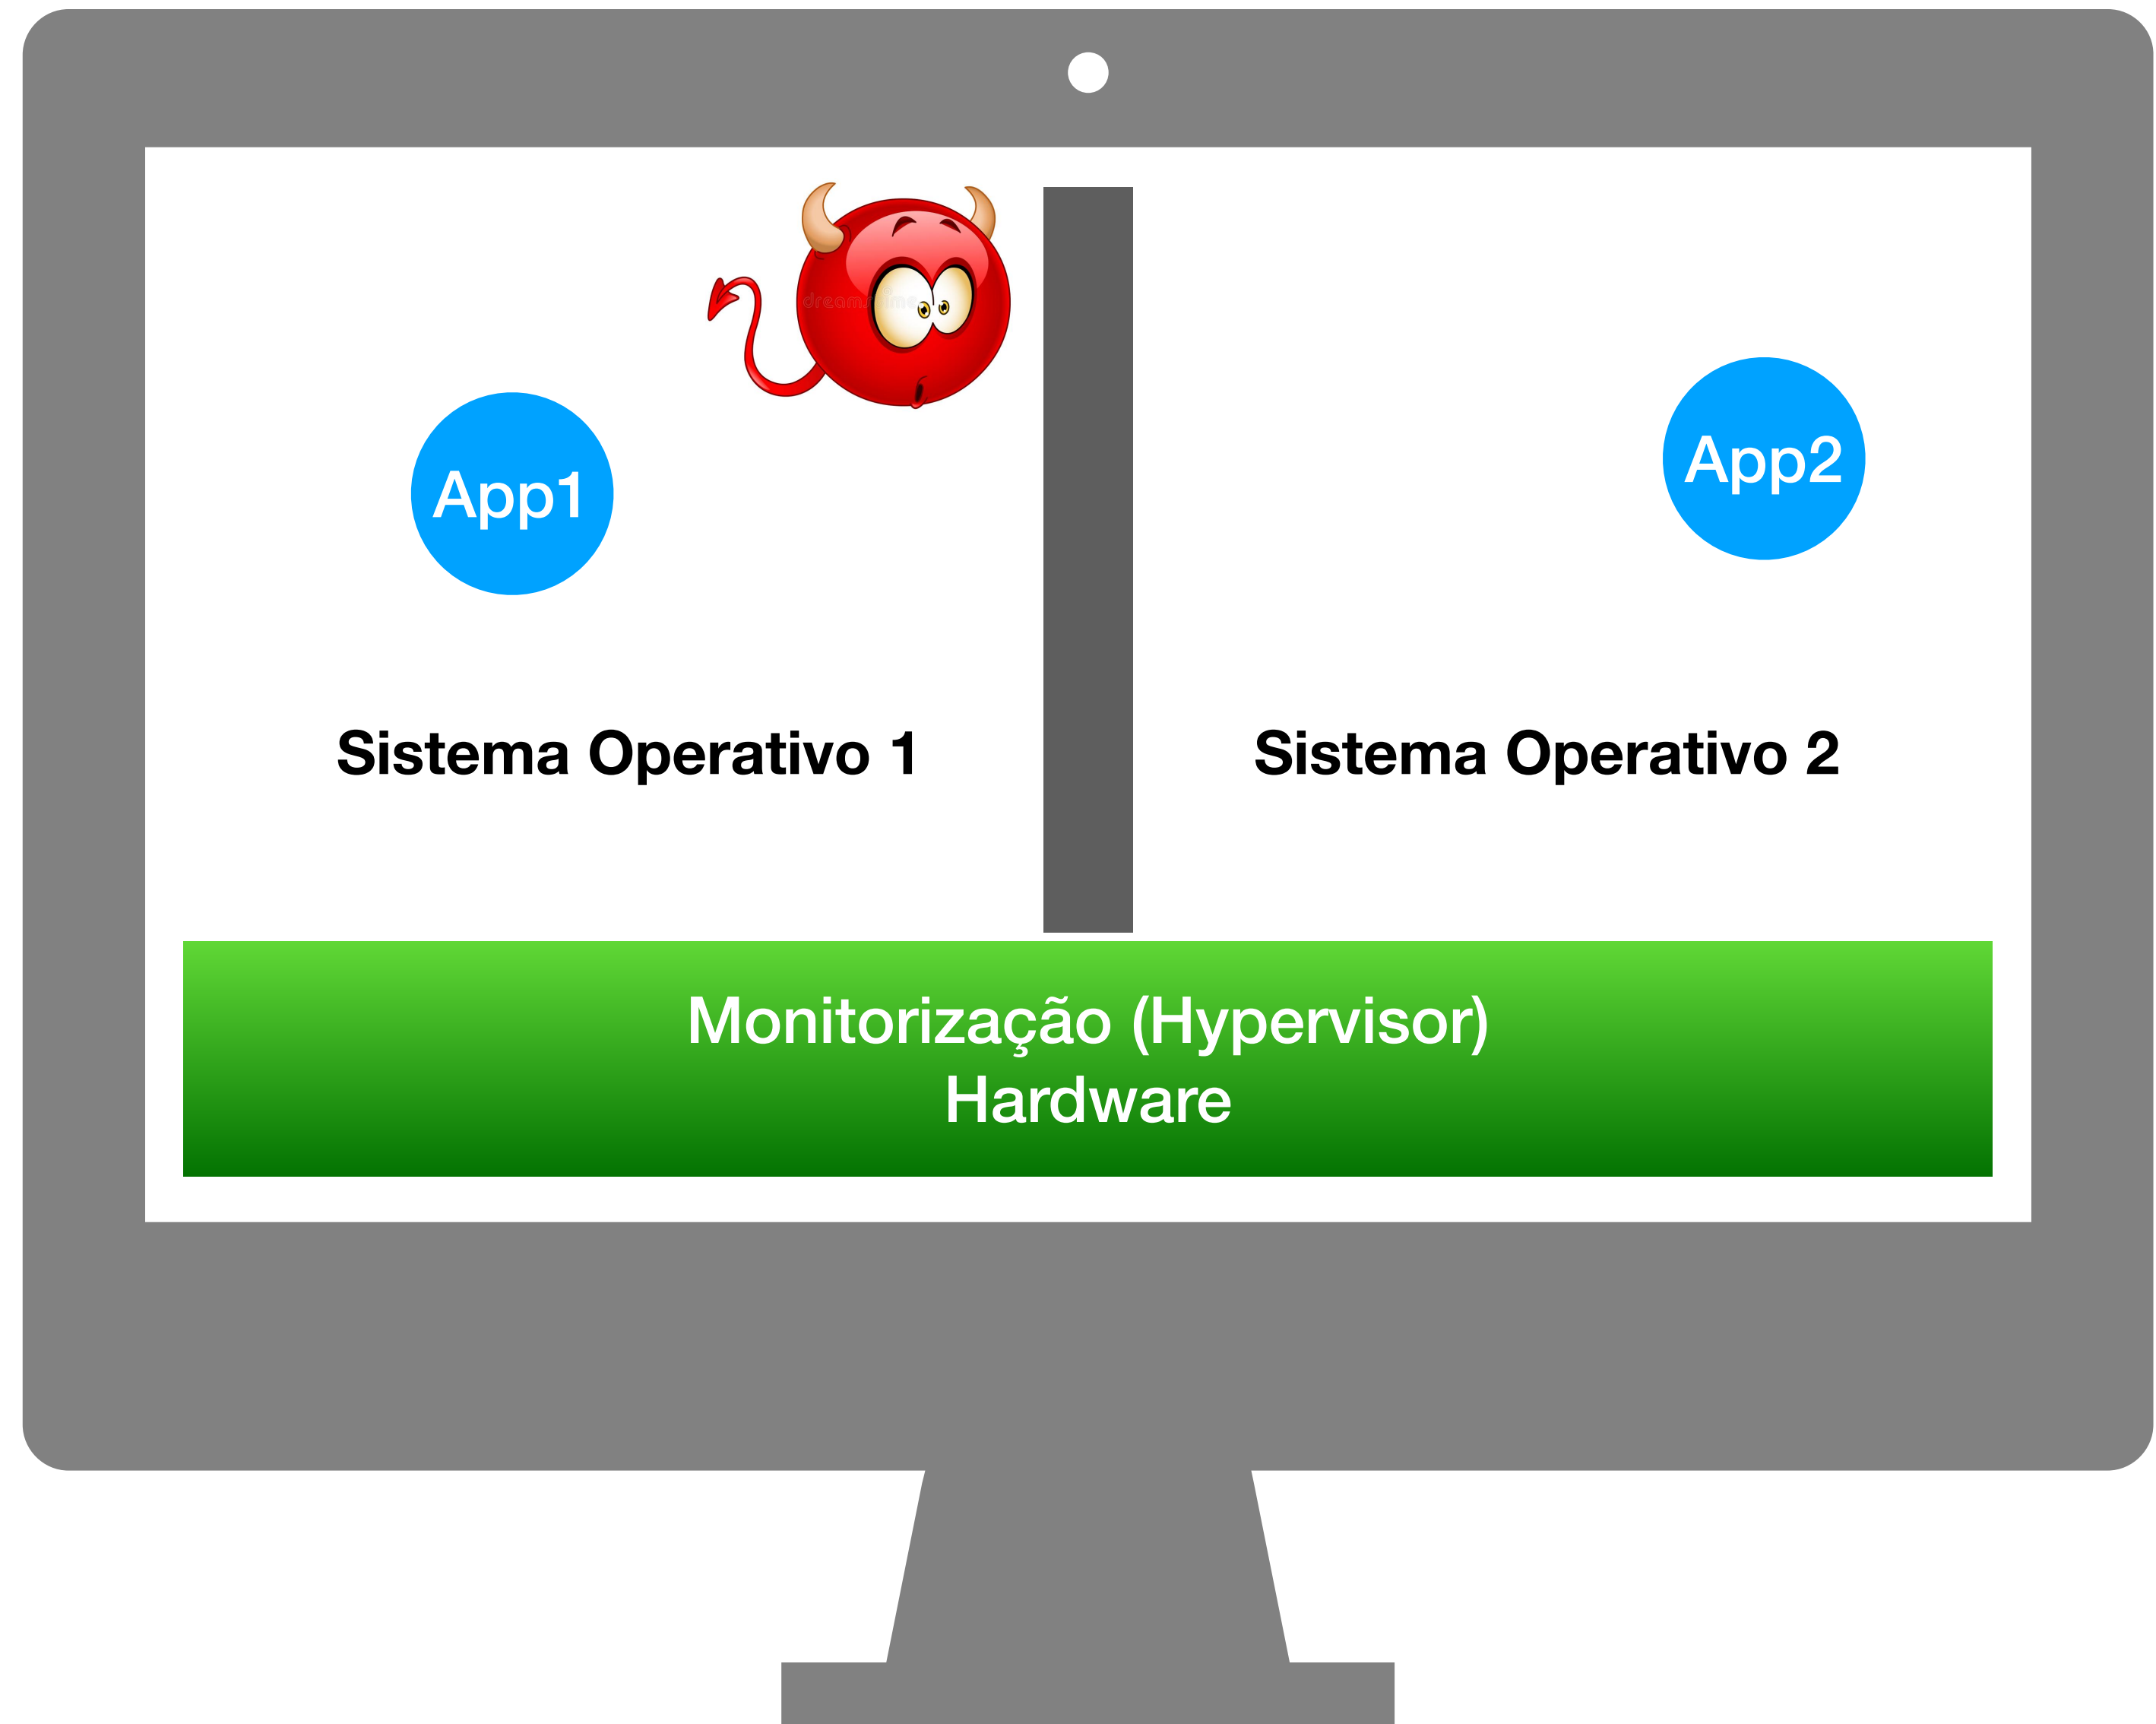 App1
App2
Sistema Operativo 1
Sistema Operativo 2
Monitorização (Hypervisor)
Hardware